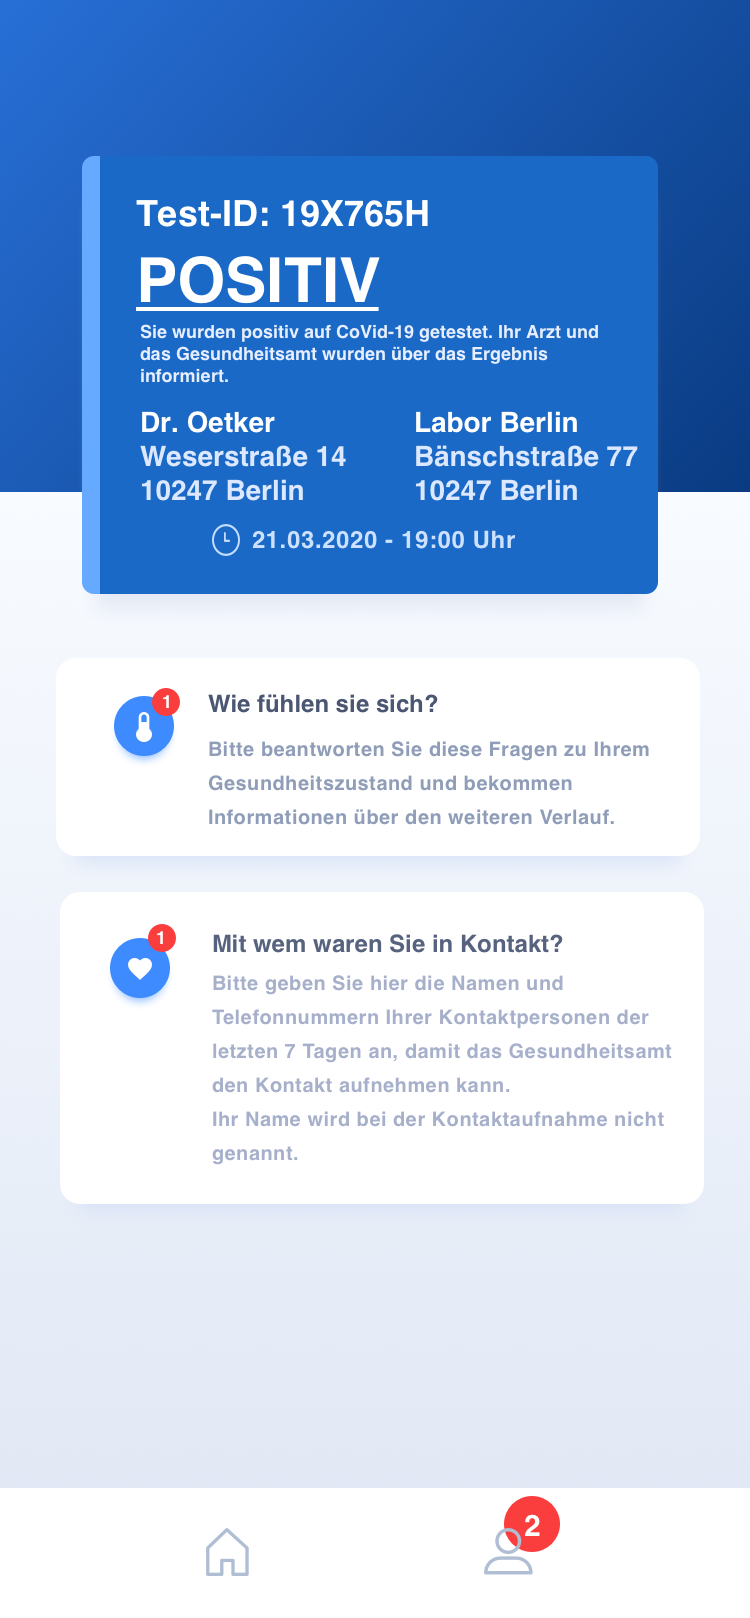 Test-ID: 19X765H
POSITIV
Sie wurden positiv auf CoVid-19 getestet. Ihr Arzt und
das Gesundheitsamt wurden über das Ergebnis
informiert.
Dr. Oetker
Weserstraße 14
10247 Berlin
Labor Berlin
Bänschstraße 77
10247 Berlin
21.03.2020 - 19:00 Uhr
1
Wie fühlen sie sich?
Bitte beantworten Sie diese Fragen zu Ihrem
Gesundheitszustand und bekommen
Informationen über den weiteren Verlauf.
1
Mit wem waren Sie in Kontakt?
Bitte geben Sie hier die Namen und
Telefonnummern Ihrer Kontaktpersonen der
letzten 7 Tagen an, damit das Gesundheitsamt
den Kontakt aufnehmen kann.
Ihr Name wird bei der Kontaktaufnahme nicht
genannt.
2